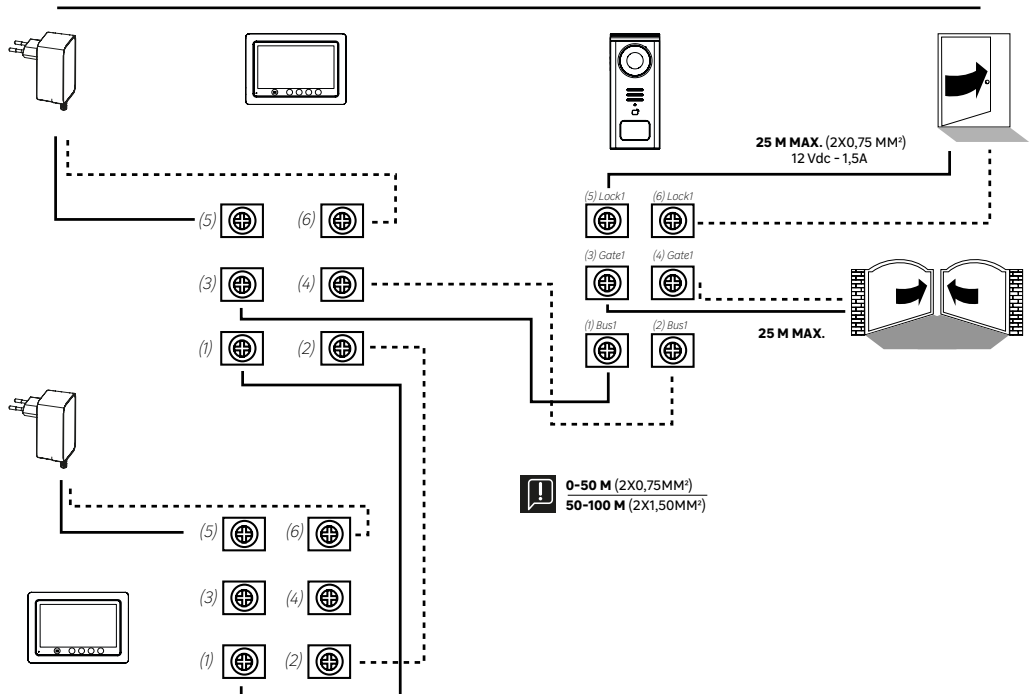 25 M MAX. (2X0,75 MM²)
12 Vdc - 1,5A
(5) (6)
(5) Lock1 (6) Lock1
(3) (4)
(3) Gate1 (4) Gate1
25 M MAX.
(1) (2)
(1) Bus1 (2) Bus1
0-50 M (2X0,75MM²)
50-100 M (2X1,50MM²)
(5) (6)
(3) (4)
(1) (2)